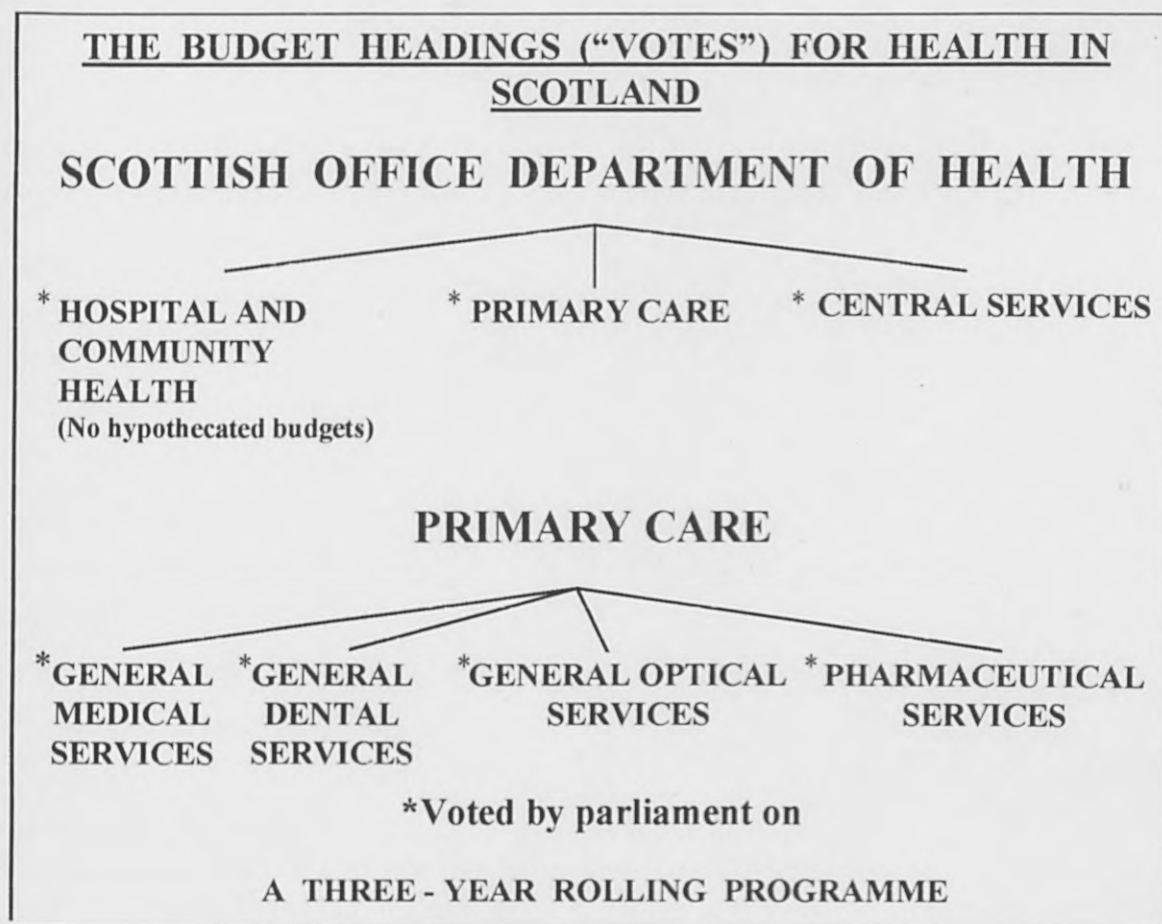 THE BUDGET HEADINGS (“VOTES”) FOR HEALTH IN
SCOTLAND
SCOTTISH OFFICE DEPARTMENT OF HEALTH
* HOSPITAL AND
COMMUNITY
HEALTH
(No hypothecated budgets)
* PRIMARY CARE
* CENTRAL SERVICES
PRIMARY CARE
*GENERAL
MEDICAL
SERVICES
*GENERAL
DENTAL
SERVICES
*GENERAL OPTICAL
SERVICES
*PHARMACEUTICAL
SERVICES
*Voted by parliament on
A THREE - YEAR ROLLING PROGRAMME